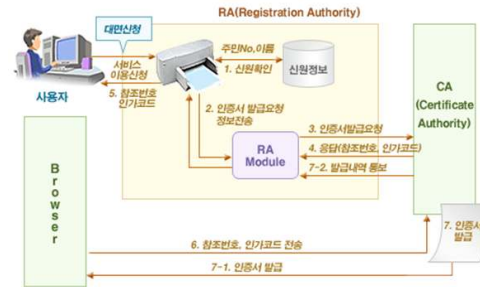 RA(Registration Authority)
대면신청
서비스
이용신청
사용자
5. 참조번호
인가코드
주민No,이름
1. 신원확인
신원정보
2. 인증서 발급요청
정보전송
RA
Module
3. 인증서발급요청
4. 응답(참조번호, 인가코드)
7-2. 발급내역 통보
CA
(Certificate
Authority)
Browser
6. 참조번호, 인가코드 전송
7-1. 인증서 발급
7. 인증서
발급